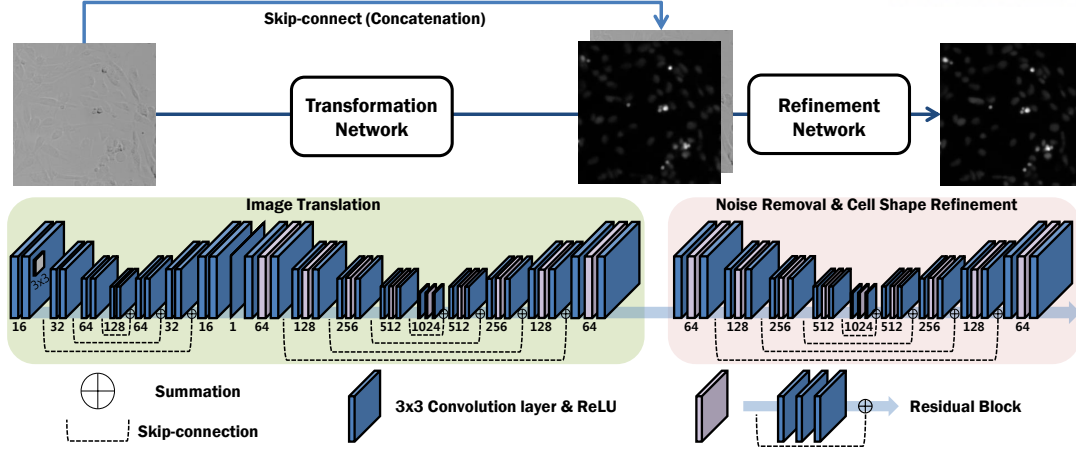 Skip-connect (Concatenation)
Transformation
Network
Refinement
Network
Image Translation
Noise Removal & Cell Shape Refinement
3x3
16 32 64 128 64 32 16 1 64 128 256 512 1024 512 256 128 64
64 128 256 512 1024 512 256 128 64
Summation
3x3 Convolution layer & ReLU
Residual Block
Skip-connection